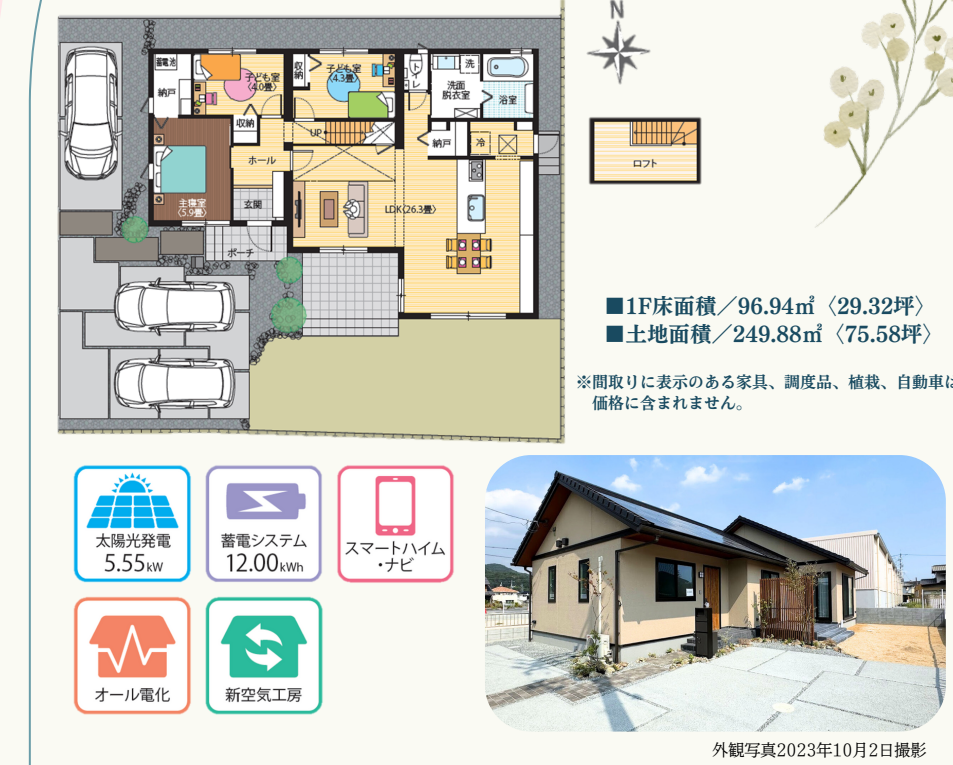 N
蓄電池
納戸
子ども室
〈4.0畳〉
収納
収納
子ども室
〈4.3畳〉
トイレ
洗
洗面
脱衣室
浴室
UP
納戸
冷
ホール
主寝室
〈5.9畳〉
玄関
LDK〈26.3畳〉
ポーチ
ロフト
■1F床面積／96.94㎡〈29.32坪〉
■土地面積／249.88㎡〈75.58坪〉
※間取りに表示のある家具、調度品、植栽、自動車は
価格に含まれません。
太陽光発電
5.55kW
蓄電システム
12.00kWh
スマートハイム
・ナビ
オール電化
新空気工房
外観写真2023年10月2日撮影